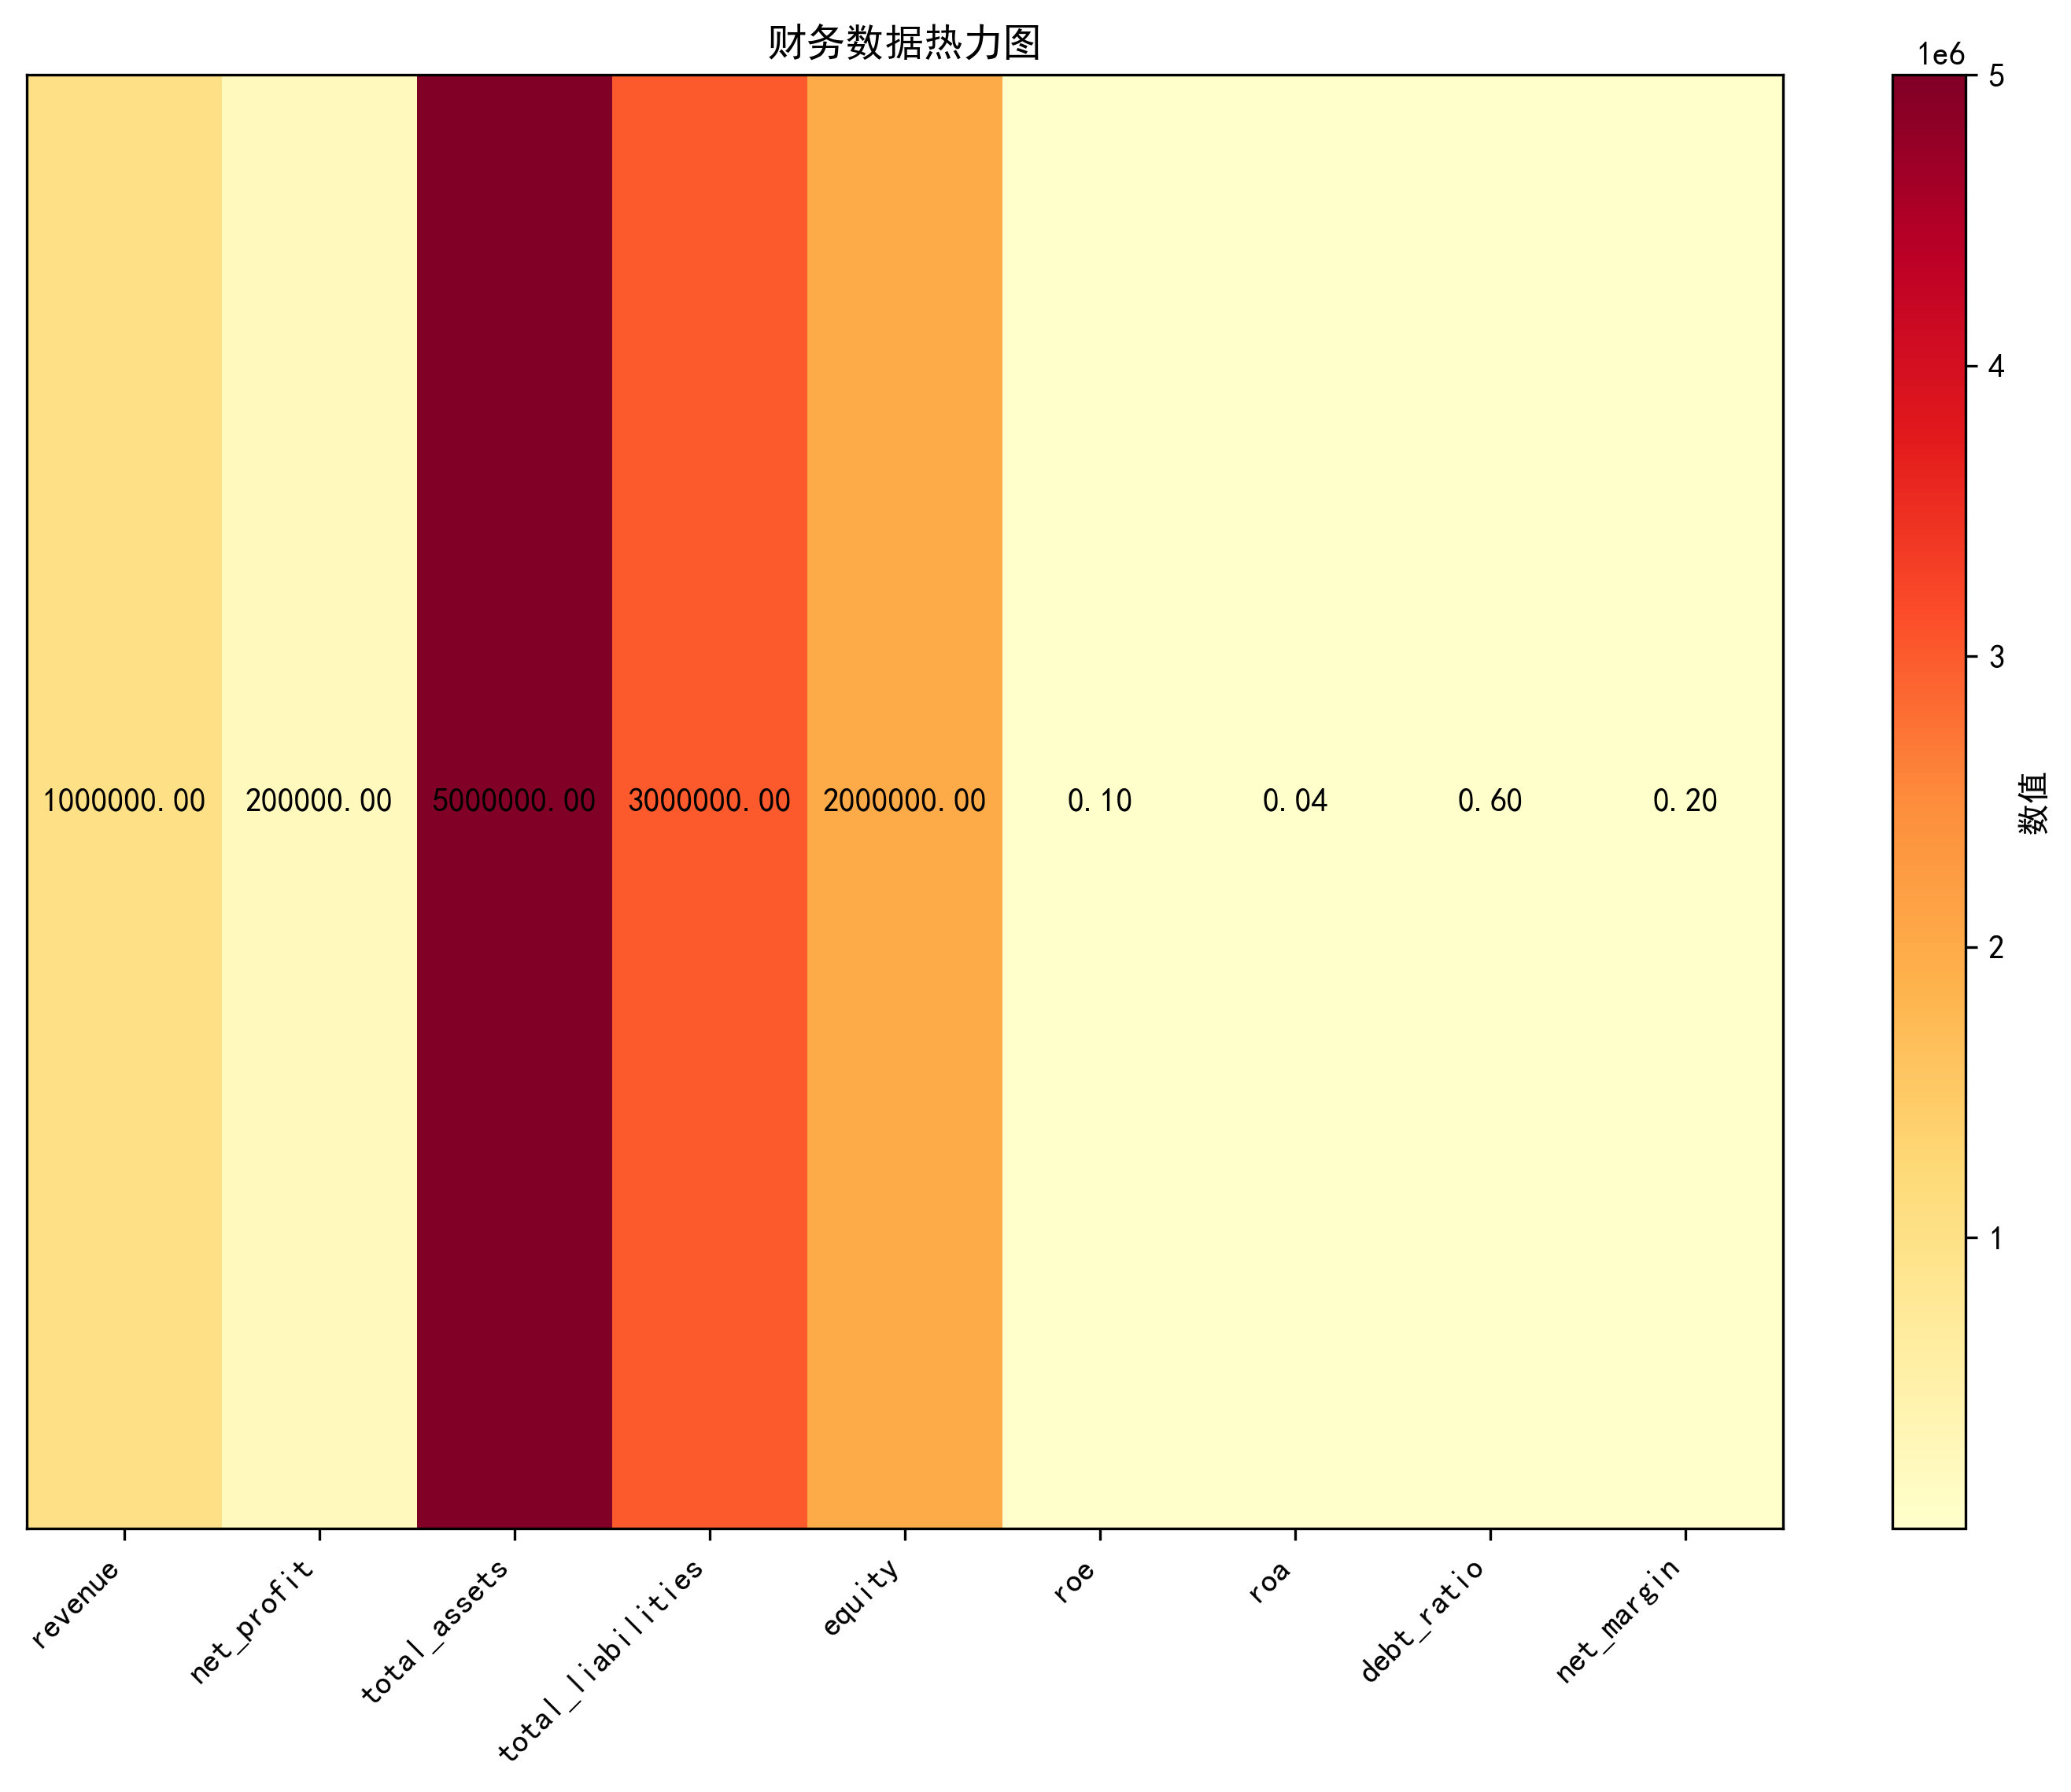 财务数据热力图
1e6
5
4
3
2
1
数值
1000000.00 200000.00 5000000.00 3000000.00 2000000.00 0.10 0.04 0.60 0.20
revenue
net_profit
total_assets
total_liabilities
equity
roe
roa
debt_ratio
net_margin